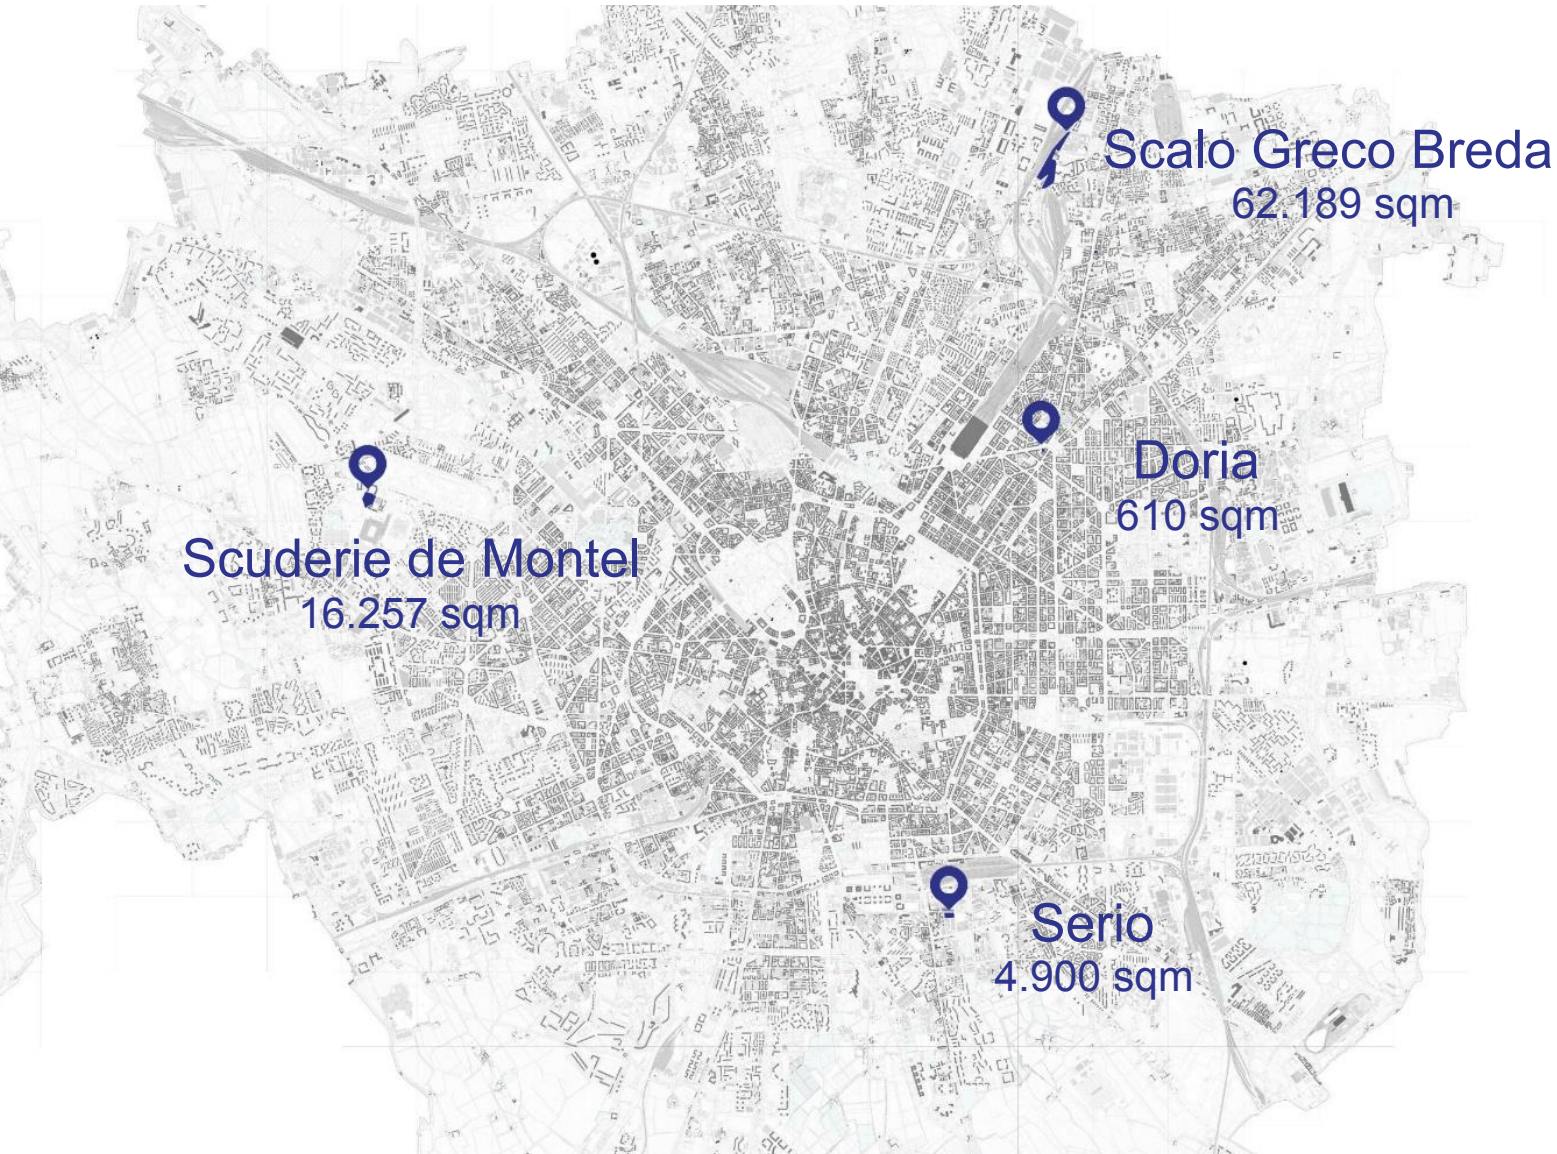 Scalo Greco Breda
62.189 sqm
Doria
610 sqm
Scuderie de Montel
16.257 sqm
Serio
4.900 sqm